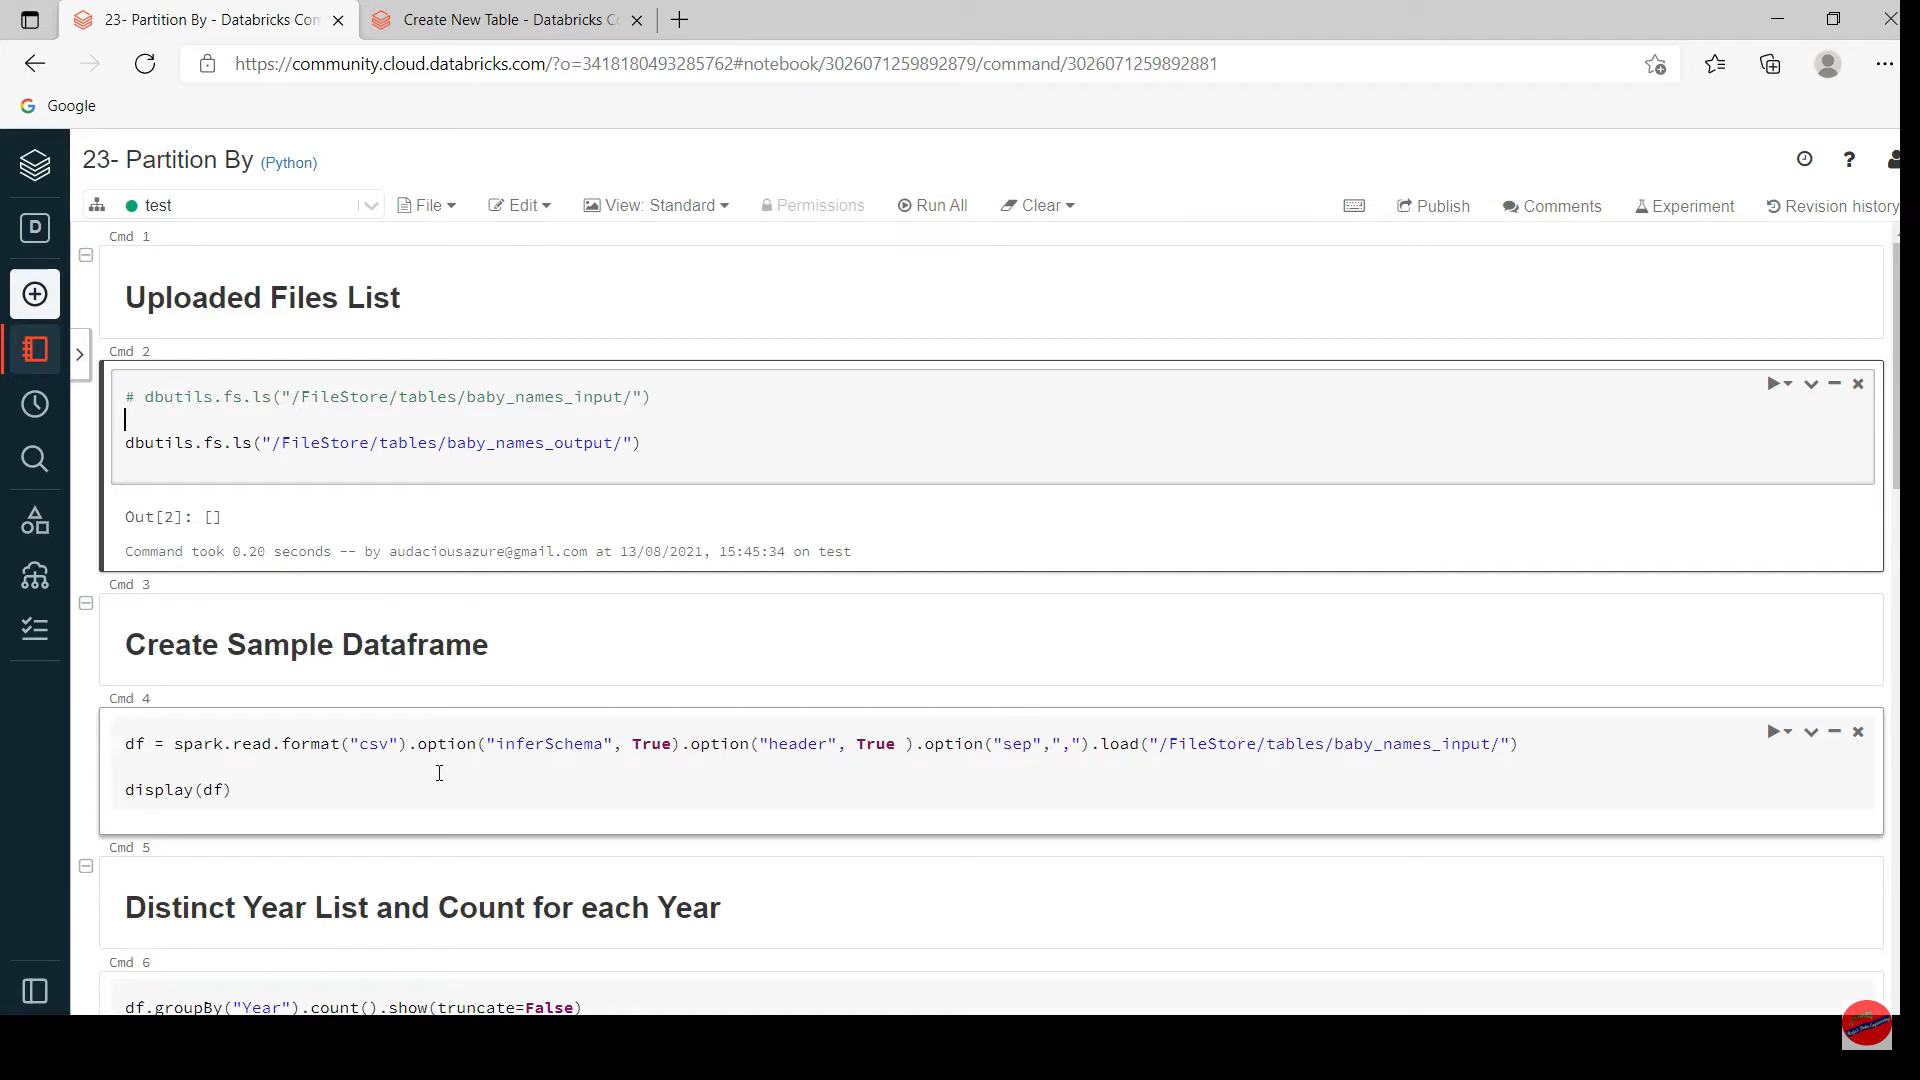 23- Partition By - Databricks Con
Create New Table - Databricks C
https://community.cloud.databricks.com/?o=3418180493285762#notebook/3026071259892879/command/3026071259892881
Google
23- Partition By (Python)
test
File
Edit
View: Standard
Permissions
Run All
Clear
Publish
Comments
Experiment
Revision history
D
Cmd 1
Uploaded Files List
Cmd 2
# dbutils.fs.ls("/FileStore/tables/baby_names_input/")
dbutils.fs.ls("/FileStore/tables/baby_names_output/")
Out[2]: []
Command took 0.20 seconds -- by audaciousazure@gmail.com at 13/08/2021, 15:45:34 on test
Cmd 3
Create Sample Dataframe
Cmd 4
df = spark.read.format("csv").option("inferSchema", True).option("header", True ).option("sep",",").load("/FileStore/tables/baby_names_input/")
display(df)
Cmd 5
Distinct Year List and Count for each Year
Cmd 6
df.groupBy("Year").count().show(truncate=False)